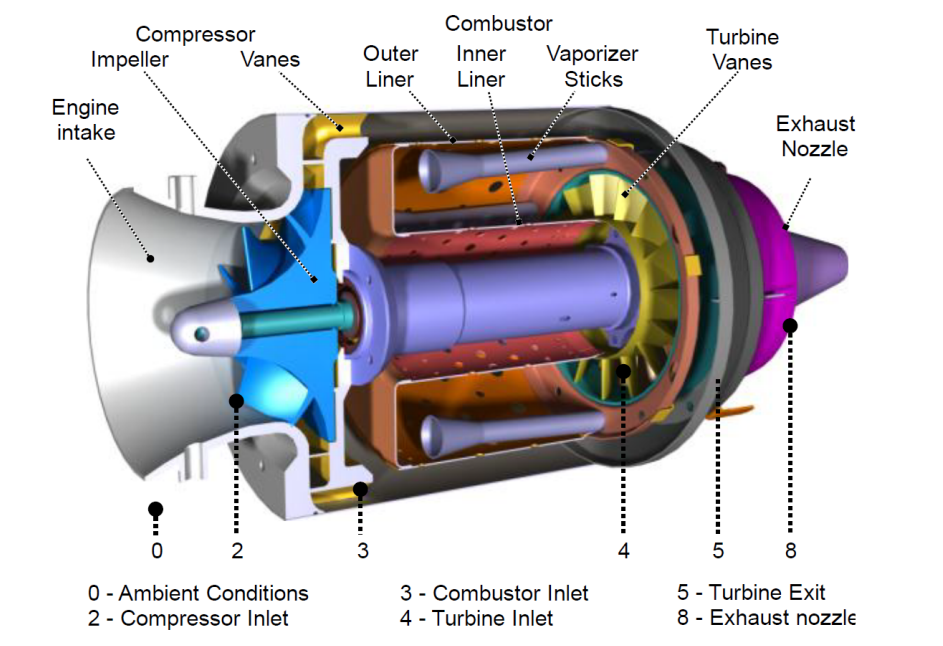 Combustor
Compressor
Impeller
Vanes
Outer
Liner
Inner
Liner
Vaporizer
Sticks
Turbine
Vanes
Engine
intake
Exhaust
Nozzle
0
2
3
4
5
8
0 - Ambient Conditions
2 - Compressor Inlet
3 - Combustor Inlet
4 - Turbine Inlet
5 - Turbine Exit
8 - Exhaust nozzle